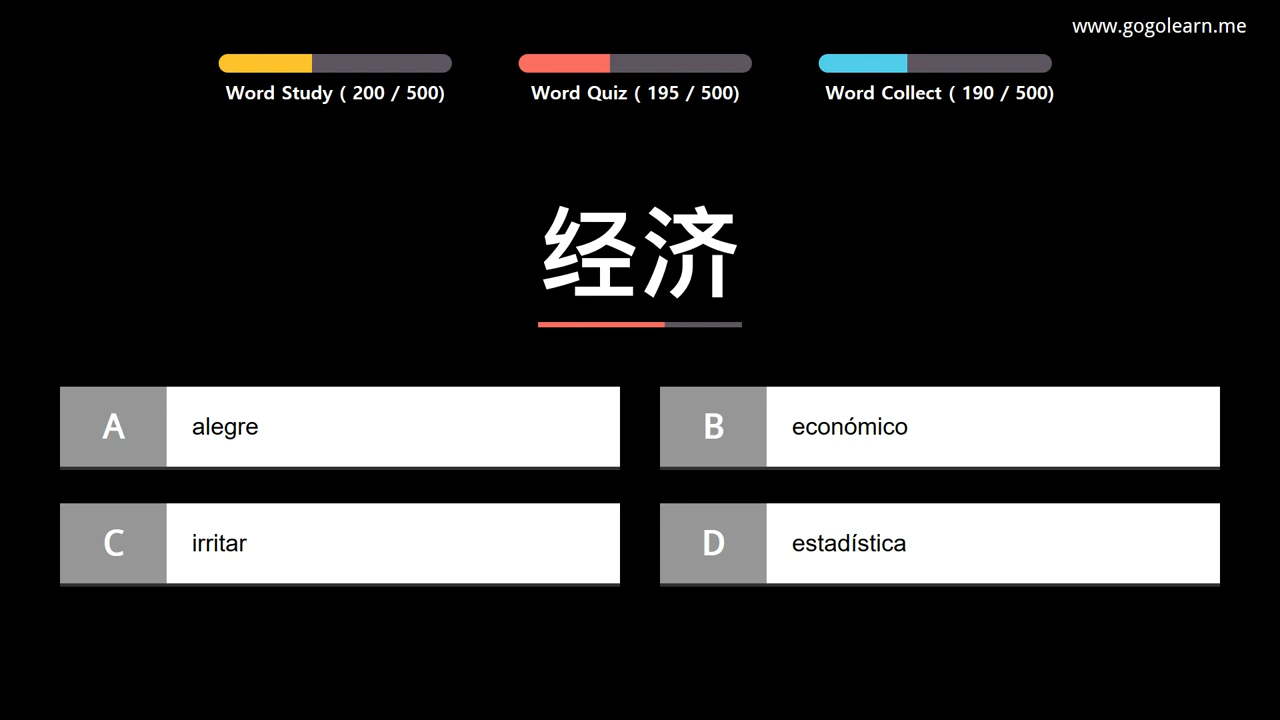 www.gogolearn.me
Word Study ( 200 / 500)
Word Quiz ( 195 / 500)
Word Collect ( 190 / 500)
经济
A alegre
B económico
C irritar
D estadística